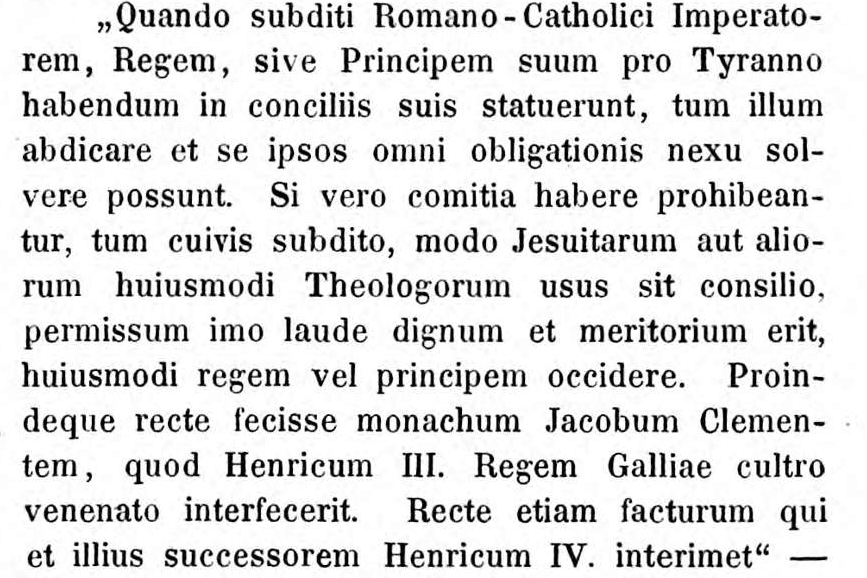 „Quando subditi Romano-Catholici Imperato-
rem, Regem, sive Principem suum pro Tyranno
habendum in conciliis suis statuerunt, tum illum
abdicare et se ipsos omni obligationis nexu sol-
vere possunt. Si vero comitia habere prohibean-
tur, tum cuivis subdito, modo Jesuitarum aut alio-
rum huiusmodi Theologorum usus sit consilio,
permissum imo laude dignum et meritorium erit,
huiusmodi regem vel principem occidere. Proin-
deque recte fecisse monachum Jacobum Clemen-
tem, quod Henricum III. Regem Galliae cultro
venenato interfecerit. Recte etiam facturum qui
et illius successorem Henricum IV. interimet“ —